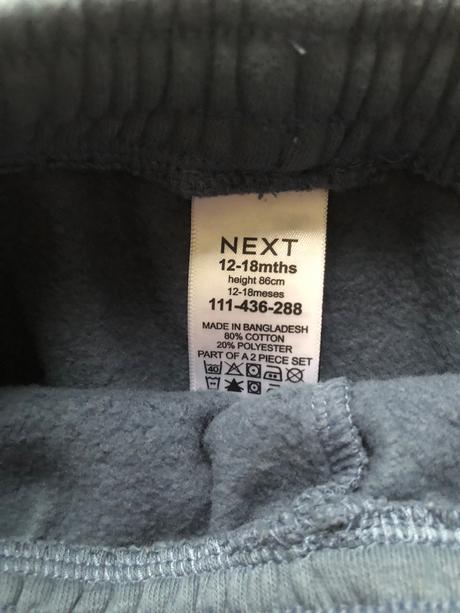 NEXT
12-18mths
height 86cm
12-18meses
111-436-288
MADE IN BANGLADESH
80% COTTON
20% POLYESTER
PART OF A 2 PIECE SET
40